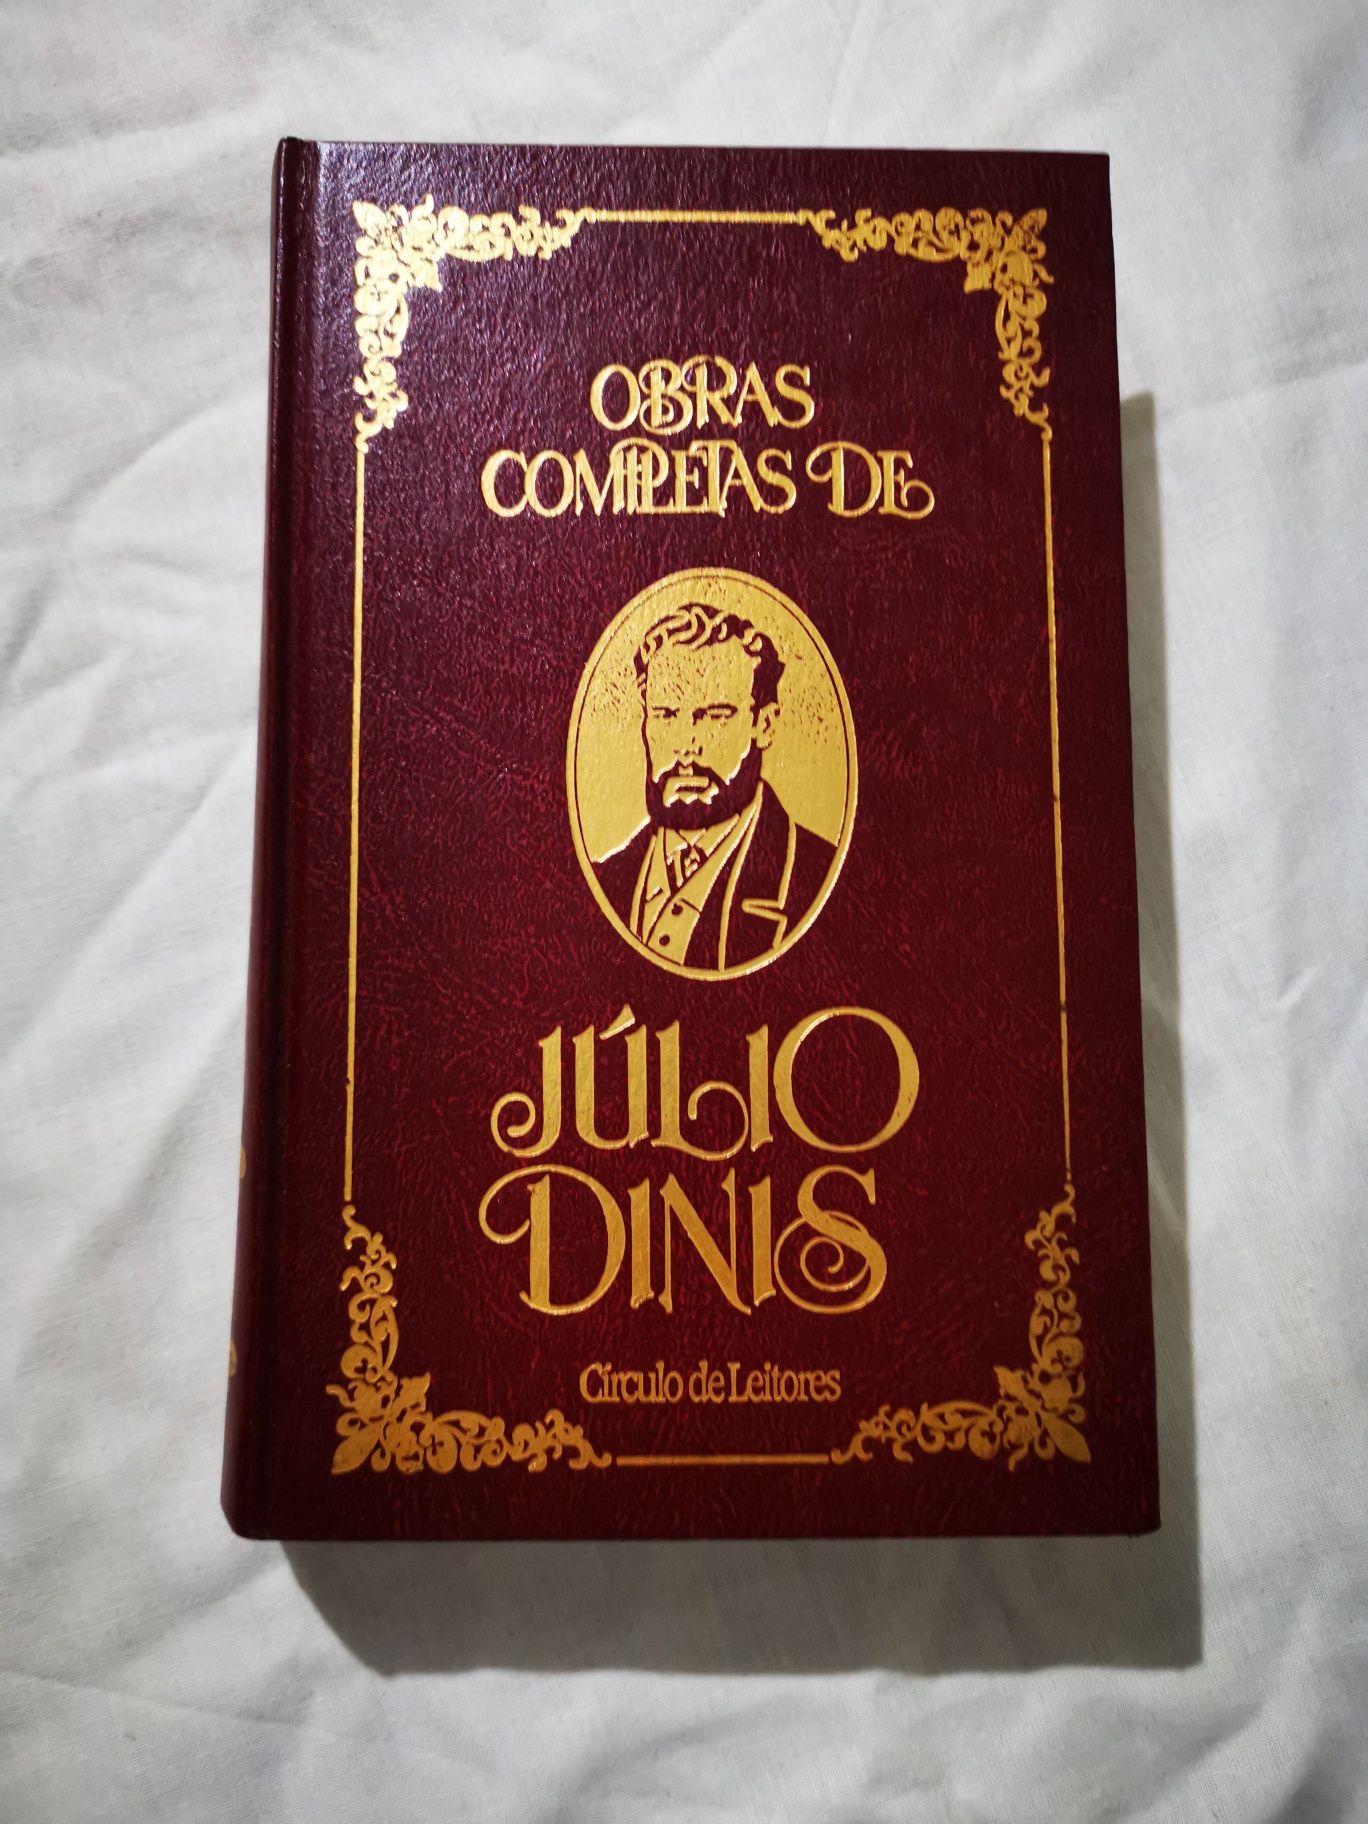 OBRAS
COMPLETAS DE
JÚLIO
DINIS
Círculo de Leitores